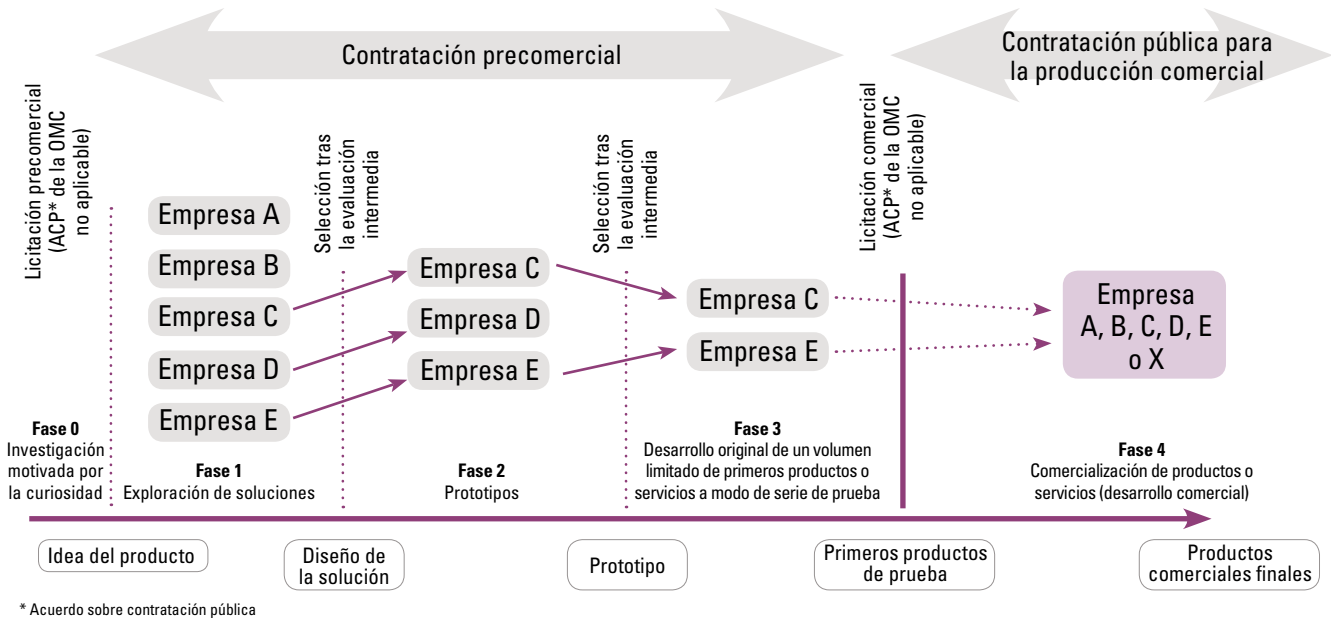 Contratación precomercial
Contratación pública para
la producción comercial
Licitación precomercial
(ACP* de la OMC
no aplicable)
Selección tras
la evaluación
intermedia
Selección tras
la evaluación
intermedia
Licitación comercial
(ACP* de la OMC
no aplicable)
Empresa A
Empresa B
Empresa C
Empresa D
Empresa E
Empresa C
Empresa D
Empresa E
Empresa C
Empresa E
Empresa
A, B, C, D, E
o X
Fase 0
Investigación
motivada por
la curiosidad
Fase 1
Exploración de soluciones
Fase 2
Prototipos
Fase 3
Desarrollo original de un volumen
limitado de primeros productos o
servicios a modo de serie de prueba
Fase 4
Comercialización de productos o
servicios (desarrollo comercial)
Idea del producto
Diseño de
la solución
Prototipo
Primeros productos
de prueba
Productos
comerciales finales
* Acuerdo sobre contratación pública